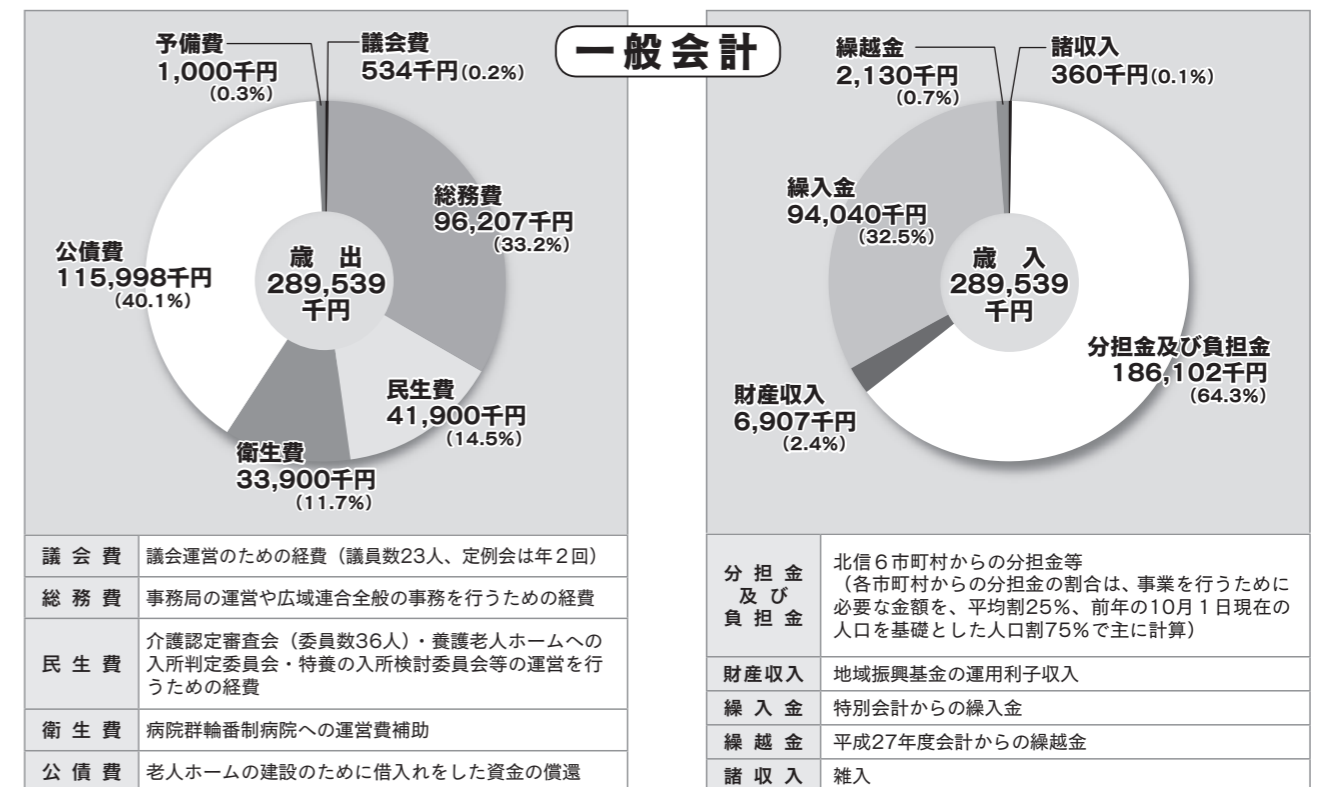 一般会計
予備費
1,000千円
(0.3%)
議会費
534千円(0.2%)
総務費
96,207千円
(33.2%)
公債費
115,998千円
(40.1%)
歳 出
289,539
千円
民生費
41,900千円
(14.5%)
衛生費
33,900千円
(11.7%)
議会費 議会運営のための経費（議員数23人、定例会は年２回）
総務費 事務局の運営や広域連合全般の事務を行うための経費
民生費 介護認定審査会（委員数36人）・養護老人ホームへの
入所判定委員会・特養の入所検討委員会等の運営を行
うための経費
衛生費 病院群輪番制病院への運営費補助
公債費 老人ホームの建設のために借入れをした資金の償還
繰越金
2,130千円
(0.7%)
諸収入
360千円(0.1%)
繰入金
94,040千円
(32.5%)
歳 入
289,539
千円
分担金及び負担金
186,102千円
(64.3%)
財産収入
6,907千円
(2.4%)
分担金
及び
負担金
北信６市町村からの分担金等
（各市町村からの分担金の割合は、事業を行うために
必要な金額を、平均割25％、前年の10月１日現在の
人口を基礎とした人口割75％で主に計算）
財産収入 地域振興基金の運用利子収入
繰入金 特別会計からの繰入金
繰越金 平成27年度会計からの繰越金
諸収入 雑入